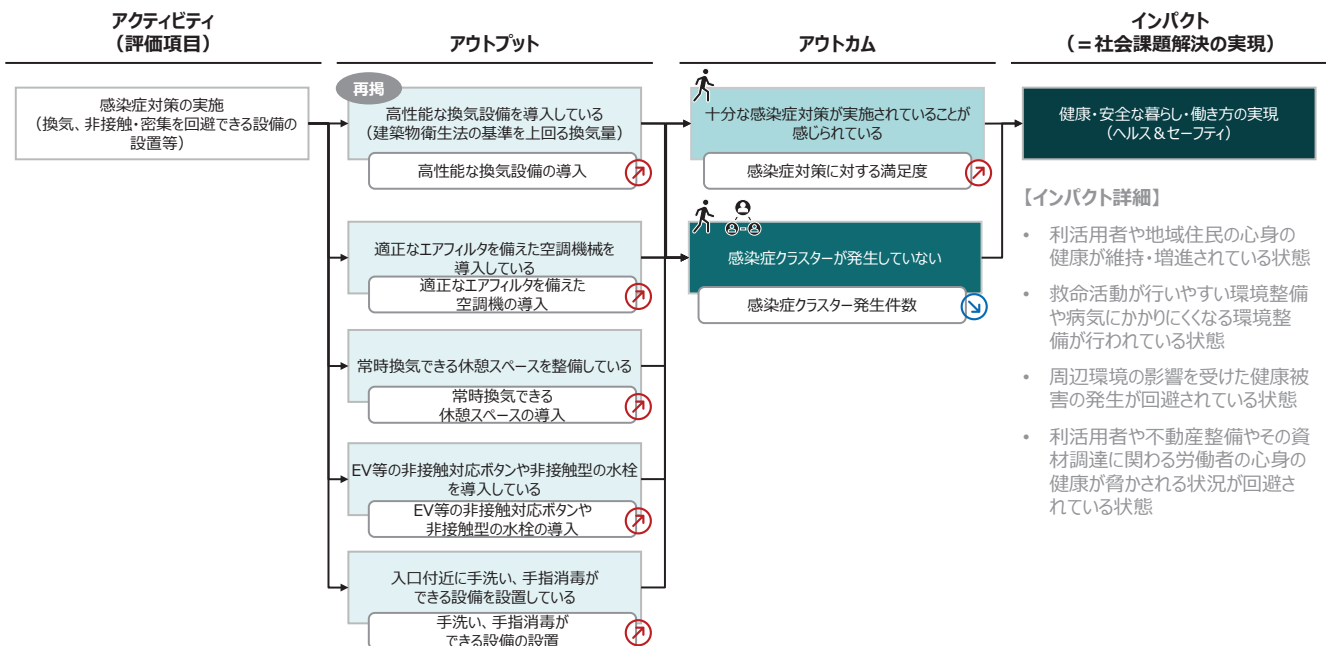 アクティビティ
（評価項目）
アウトプット
アウトカム
インパクト
（＝社会課題解決の実現）
感染症対策の実施
（換気、非接触・密集を回避できる設備の
設置等）
再掲
高性能な換気設備を導入している
（建築物衛生法の基準を上回る換気量）
高性能な換気設備の導入
適正なエアフィルタを備えた空調機械を
導入している
適正なエアフィルタを備えた
空調機の導入
常時換気できる休憩スペースを整備している
常時換気できる
休憩スペースの導入
EV等の非接触対応ボタンや非接触型の水栓
を導入している
EV等の非接触対応ボタンや
非接触型の水栓の導入
入口付近に手洗い、手指消毒が
できる設備を設置している
手洗い、手指消毒が
できる設備の設置
十分な感染症対策が実施されていることが
感じられている
感染症対策に対する満足度
感染症クラスターが発生していない
感染症クラスター発生件数
健康・安全な暮らし・働き方の実現
（ヘルス＆セーフティ）
【インパクト詳細】
• 利活用者や地域住民の心身の
健康が維持・増進されている状態
• 救命活動が行いやすい環境整備
や病気にかかりにくくなる環境整
備が行われている状態
• 周辺環境の影響を受けた健康被
害の発生が回避されている状態
• 利活用者や不動産整備やその資
材調達に関わる労働者の心身の
健康が脅かされる状況が回避さ
れている状態